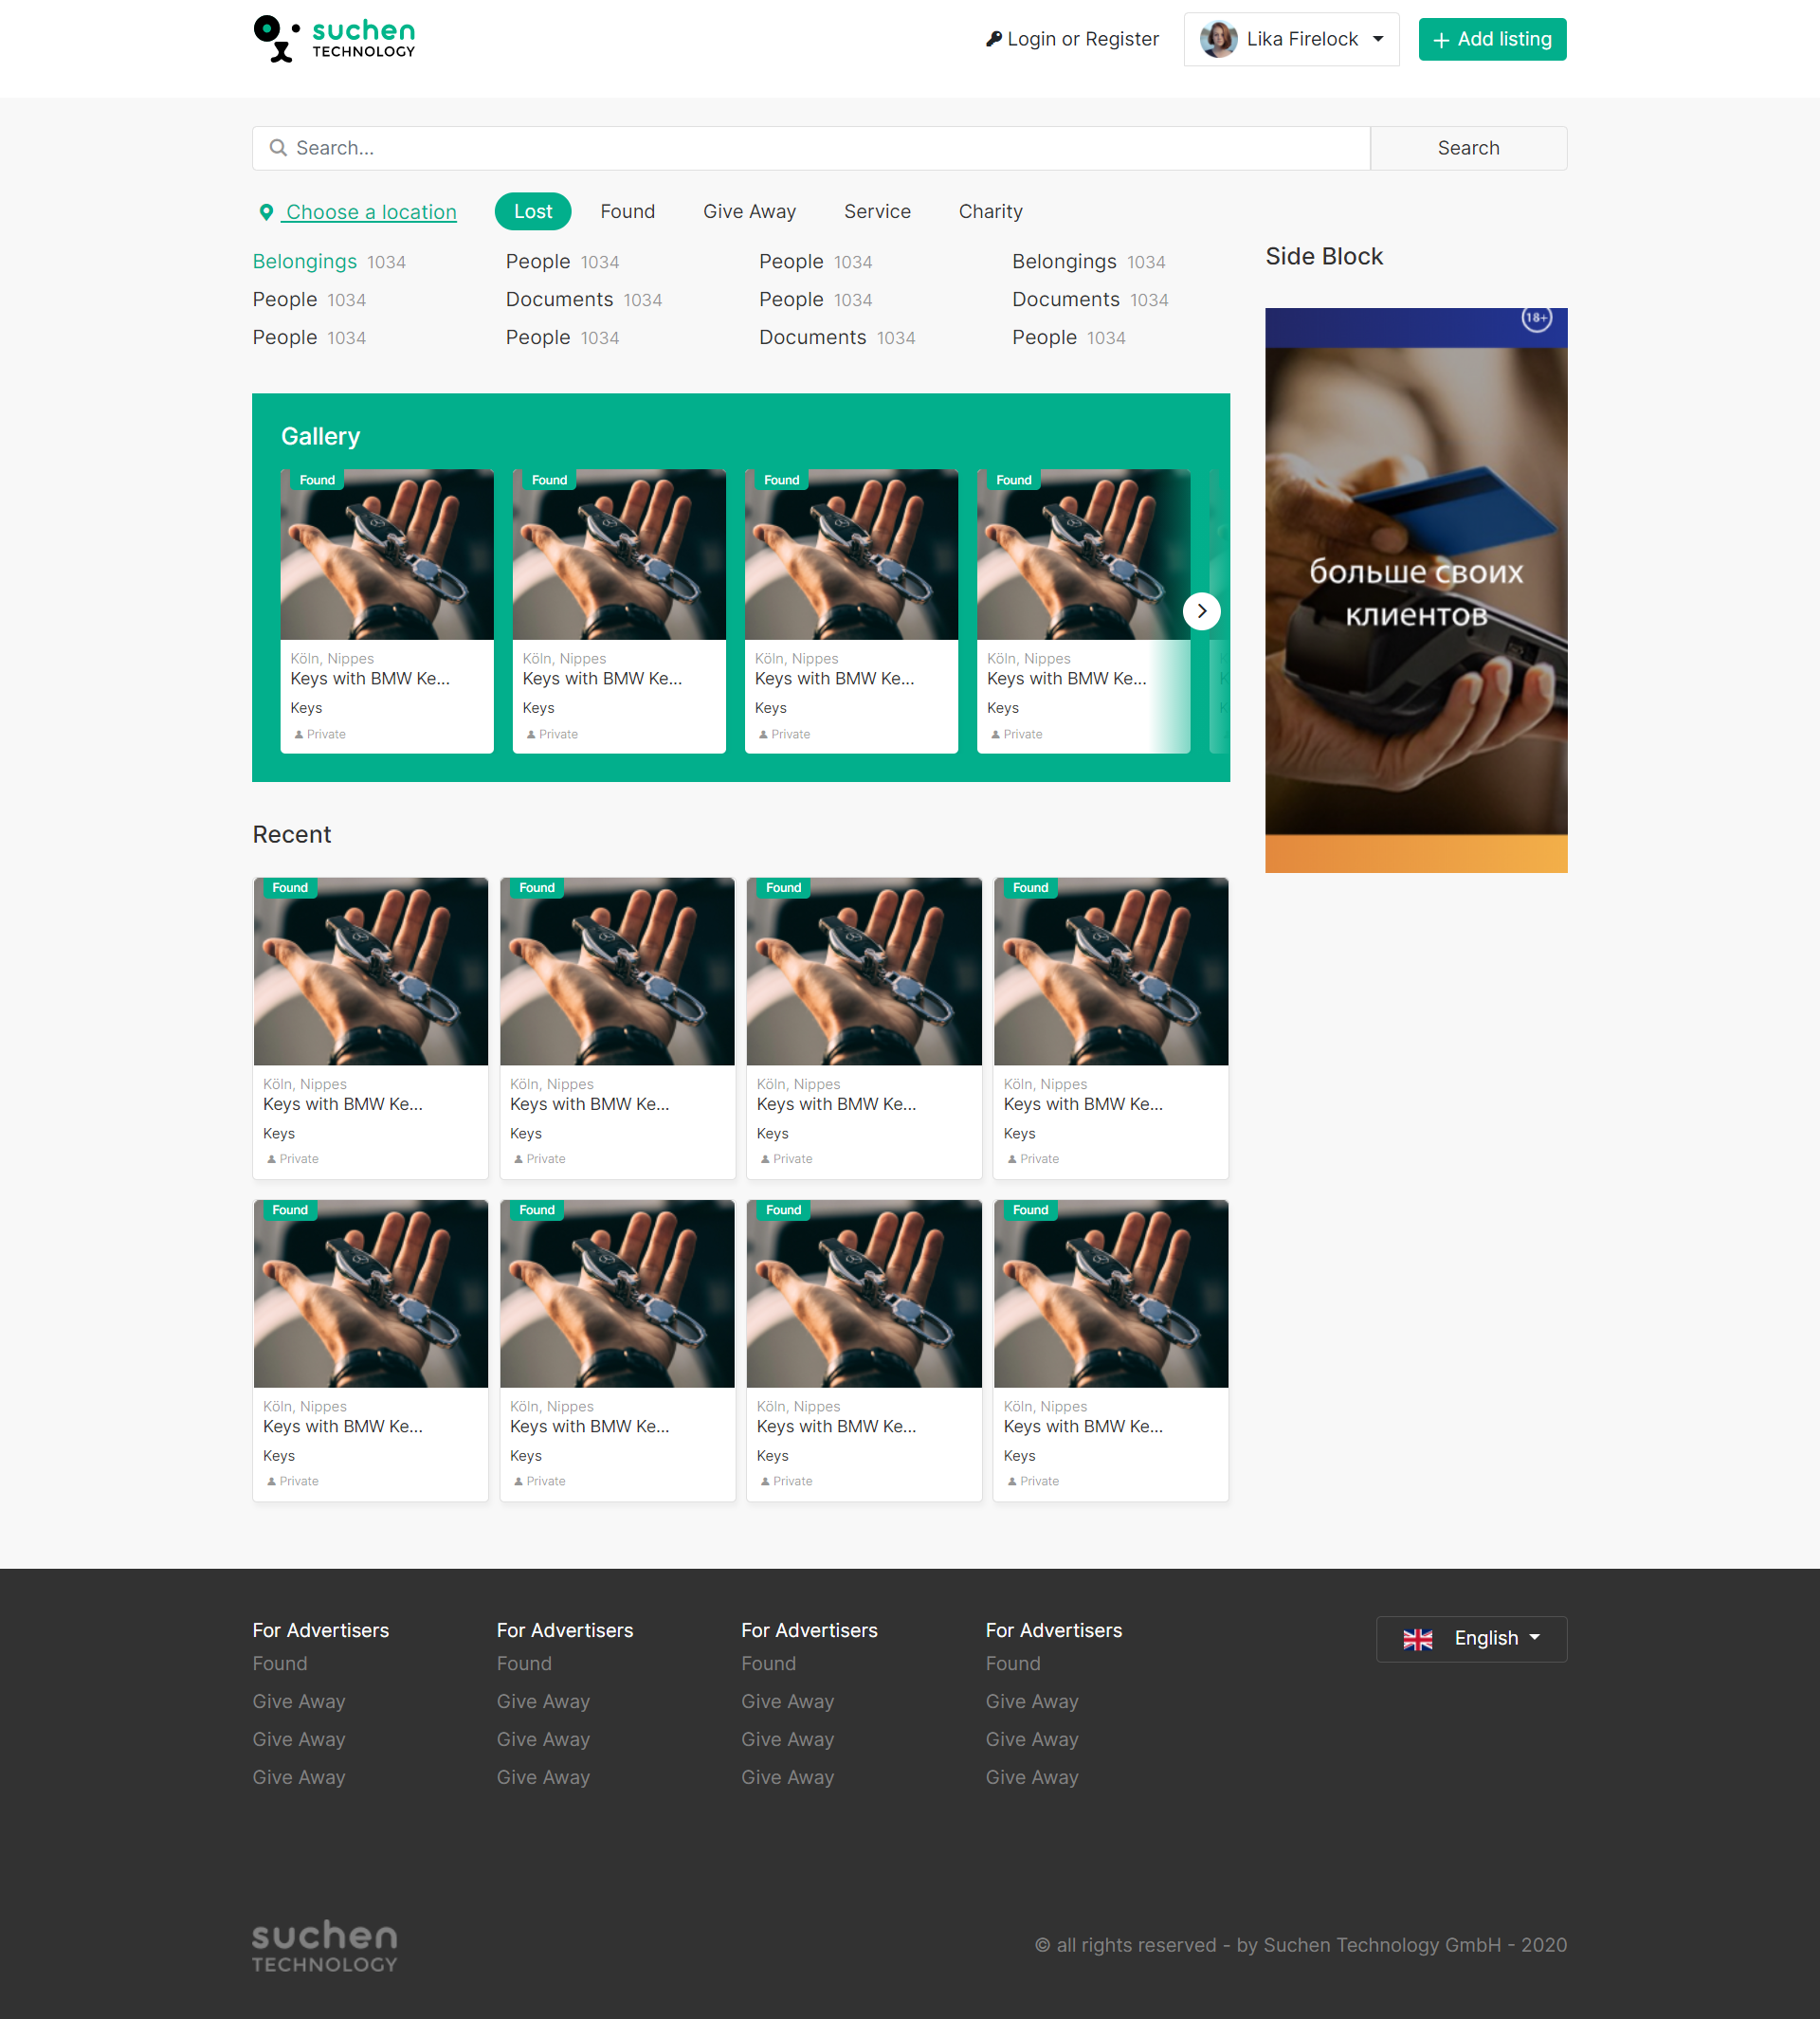 suchen
TECHNOLOGY
Login or Register
Lika Firelock
+ Add listing
Search...
Search
Choose a location
Lost
Found
Give Away
Service
Charity
Belongings 1034
People 1034
People 1034
Belongings 1034
People 1034
Documents 1034
People 1034
Documents 1034
People 1034
People 1034
Documents 1034
People 1034
Side Block
18+
больше своих
клиентов
Gallery
Found
Found
Found
Found
Köln, Nippes
Köln, Nippes
Köln, Nippes
Köln, Nippes
Keys with BMW Ke...
Keys with BMW Ke...
Keys with BMW Ke...
Keys with BMW Ke...
Keys
Keys
Keys
Keys
Private
Private
Private
Private
Recent
Found
Found
Found
Found
Köln, Nippes
Köln, Nippes
Köln, Nippes
Köln, Nippes
Keys with BMW Ke...
Keys with BMW Ke...
Keys with BMW Ke...
Keys with BMW Ke...
Keys
Keys
Keys
Keys
Private
Private
Private
Private
Found
Found
Found
Found
Köln, Nippes
Köln, Nippes
Köln, Nippes
Köln, Nippes
Keys with BMW Ke...
Keys with BMW Ke...
Keys with BMW Ke...
Keys with BMW Ke...
Keys
Keys
Keys
Keys
Private
Private
Private
Private
For Advertisers
For Advertisers
For Advertisers
For Advertisers
English
Found
Found
Found
Found
Give Away
Give Away
Give Away
Give Away
Give Away
Give Away
Give Away
Give Away
Give Away
Give Away
Give Away
Give Away
suchen
TECHNOLOGY
© all rights reserved - by Suchen Technology GmbH - 2020